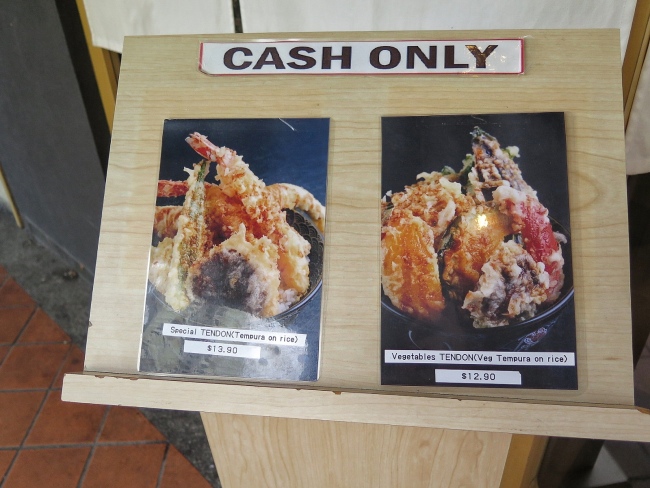 CASH ONLY
Special TENDON(Tempura on rice)
$13.90
Vegetables TENDON(Veg Tempura on rice)
$12.90